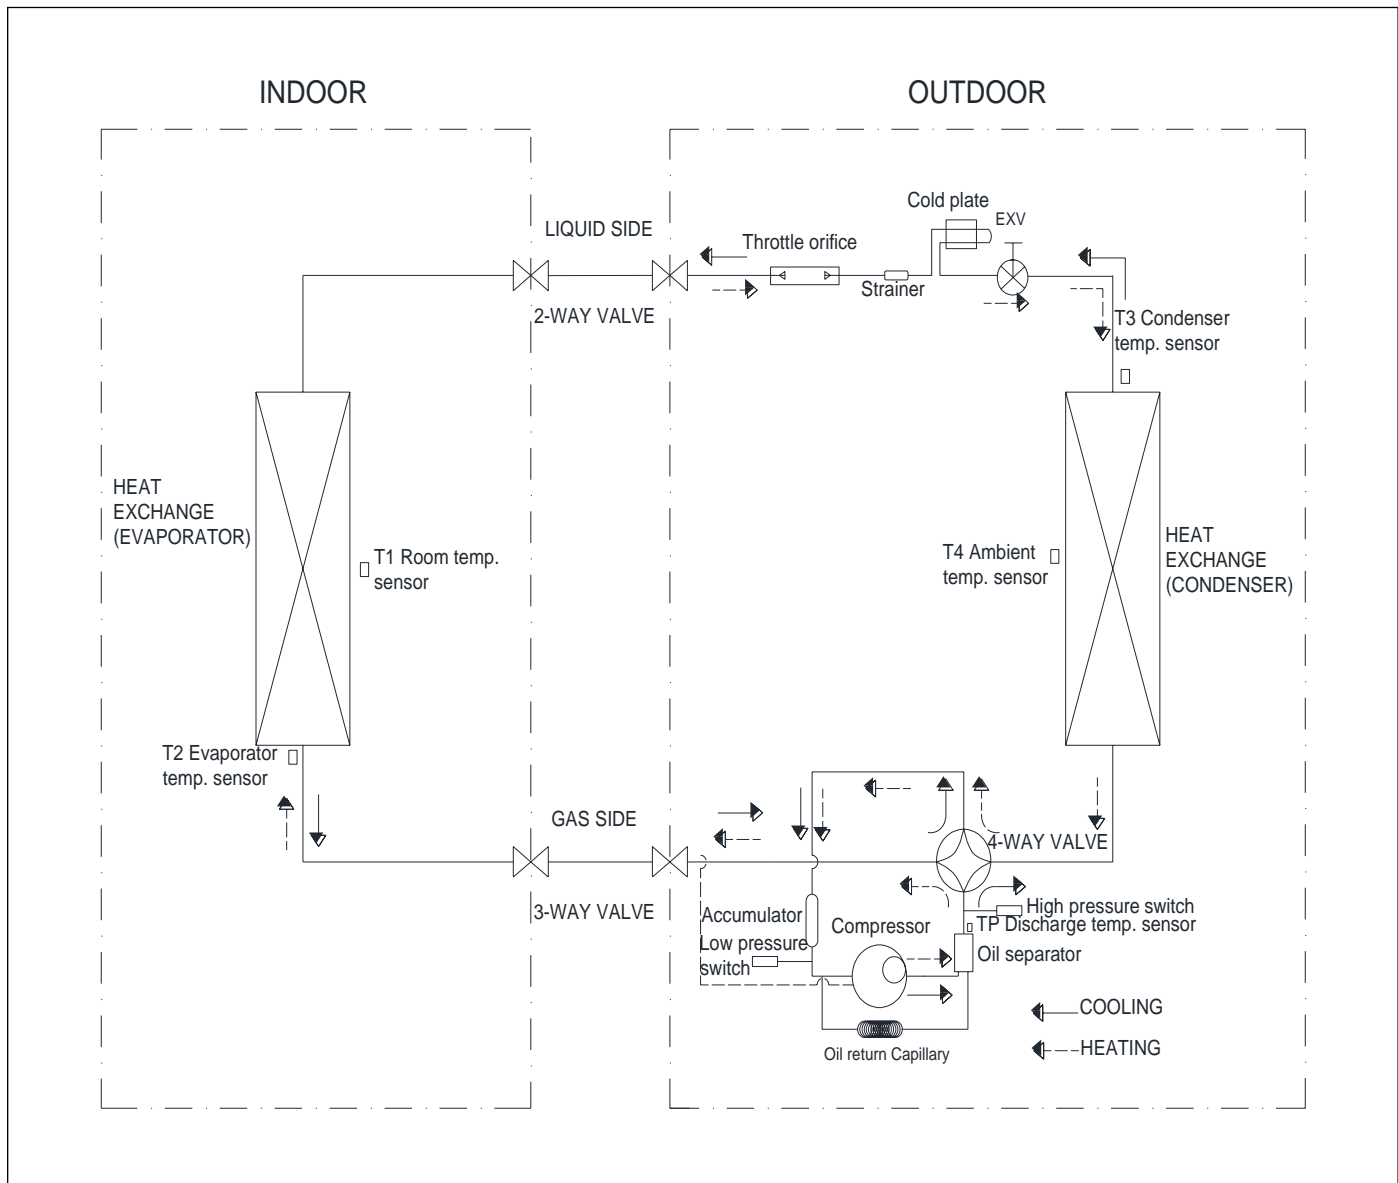 INDOOR
OUTDOOR
Cold plate
EXV
LIQUID SIDE
Throttle orifice
Strainer
2-WAY VALVE
T3 Condenser
temp. sensor
HEAT
EXCHANGE
(EVAPORATOR)
T1 Room temp.
sensor
T4 Ambient
temp. sensor
HEAT
EXCHANGE
(CONDENSER)
T2 Evaporator
temp. sensor
GAS SIDE
4-WAY VALVE
3-WAY VALVE
Accumulator
Compressor
High pressure switch
TP Discharge temp. sensor
Low pressure
switch
Oil separator
COOLING
HEATING
Oil return Capillary